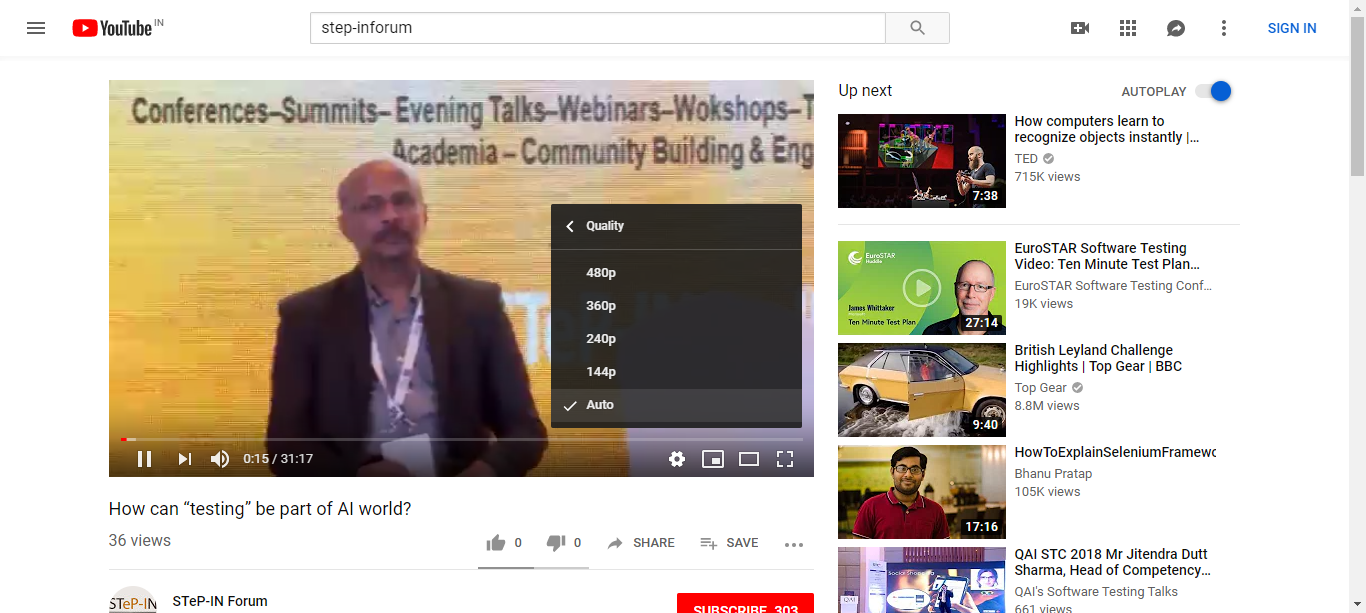 YouTube IN
step-inforum
SIGN IN
Conferences–Summits– Evening Talks–Webinars–Wokshops–T
Academia – Community Building & Eng
Quality
480p
360p
240p
144p
Auto
0:15 / 31:17
How can “testing” be part of AI world?
36 views
0
0
SHARE
SAVE
STeP-IN
STeP-IN Forum
SUBSCRIBE 303
Up next
AUTOPLAY
7:38
How computers learn to
recognize objects instantly |...
TED
715K views
EuroSTAR
Huddle
James Whittaker
Ten Minute Test Plan
27:14
EuroSTAR Software Testing
Video: Ten Minute Test Plan...
EuroSTAR Software Testing Conf...
19K views
9:40
British Leyland Challenge
Highlights | Top Gear | BBC
Top Gear
8.8M views
17:16
HowToExplainSeleniumFramewo
Bhanu Pratap
105K views
Social Shopping
QAI
QAI STC 2018 Mr Jitendra Dutt
Sharma, Head of Competency...
QAI's Software Testing Talks
661 views